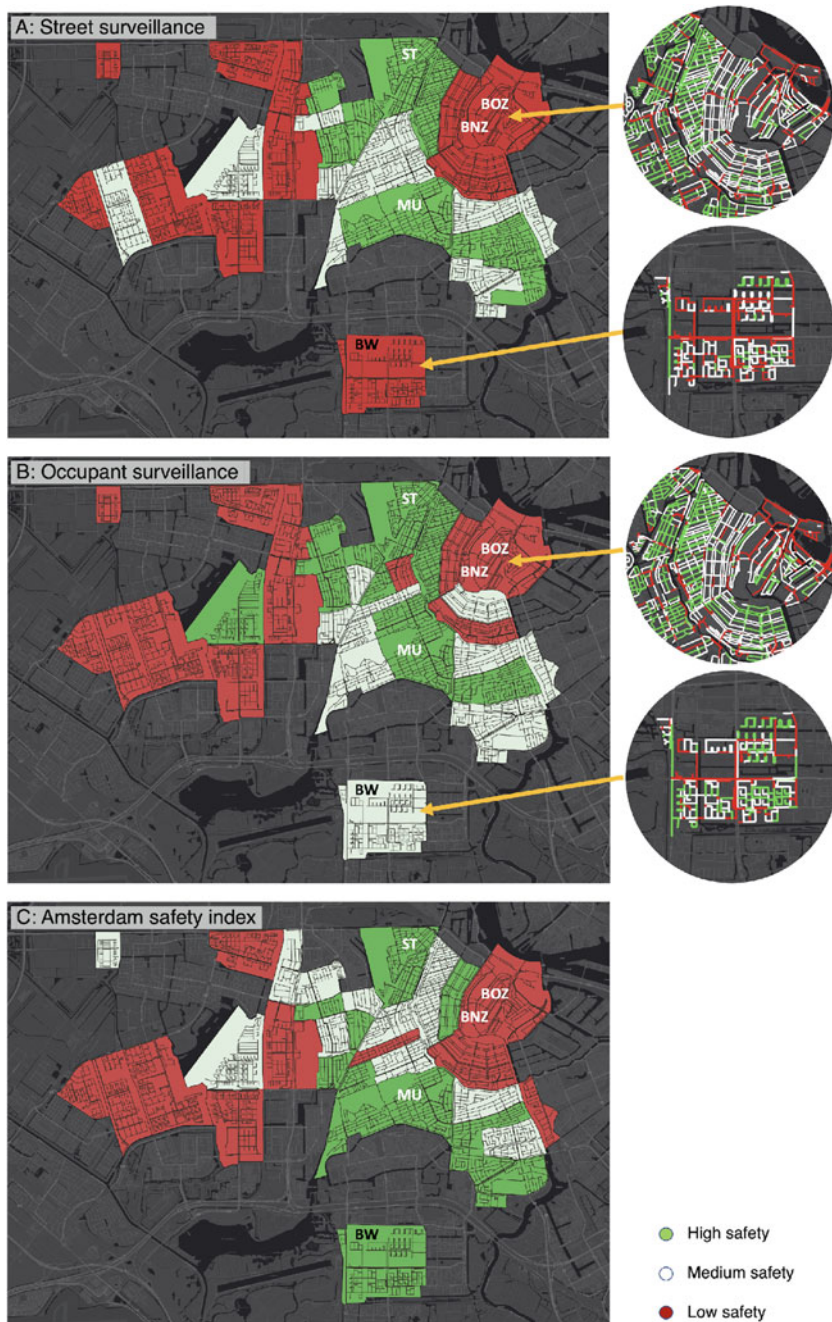 A: Street surveillance
ST
BOZ
BNZ
MU
BW
B: Occupant surveillance
ST
BOZ
BNZ
MU
BW
C: Amsterdam safety index
ST
BOZ
BNZ
MU
BW
High safety
Medium safety
Low safety